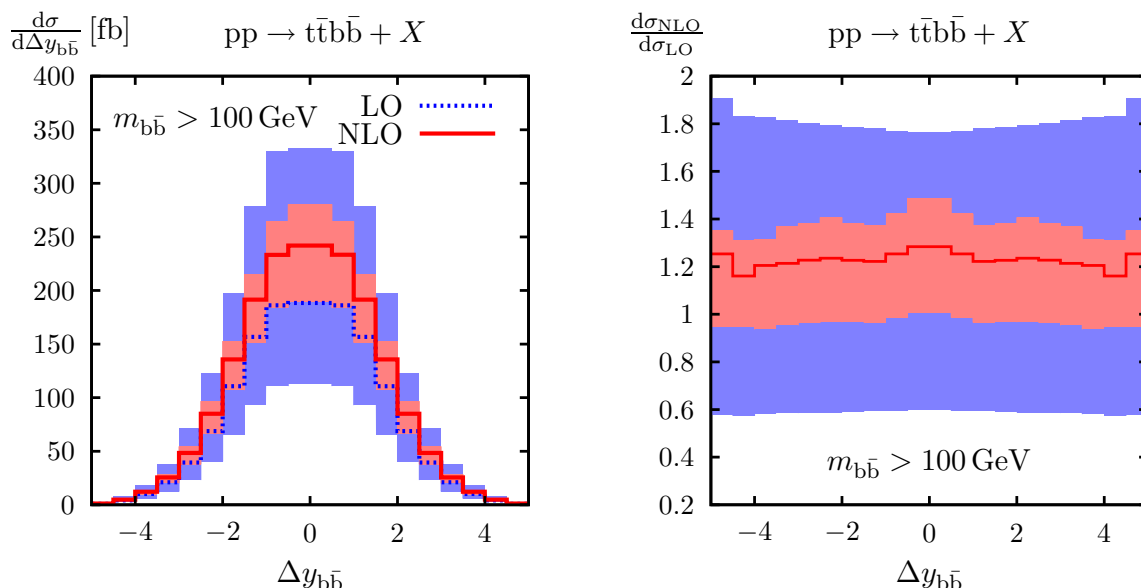 dσ/dΔy_bb̄ [fb]
pp → tt̄bb̄ + X
400
350
300
250
200
150
100
50
0
m_bb̄ > 100 GeV
LO
NLO
−4 −2 0 2 4
Δy_bb̄
dσ_NLO/dσ_LO
pp → tt̄bb̄ + X
2
1.8
1.6
1.4
1.2
1
0.8
0.6
0.4
0.2
m_bb̄ > 100 GeV
−4 −2 0 2 4
Δy_bb̄